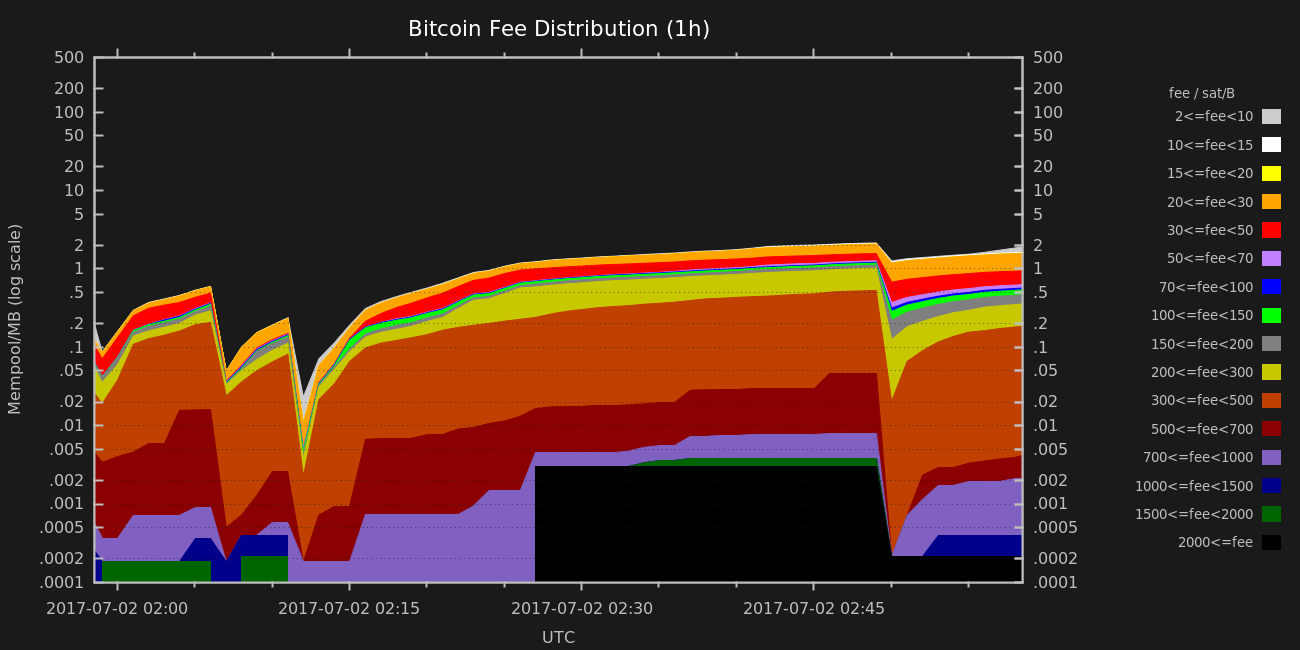 Bitcoin Fee Distribution (1h)
500 500
200 200
100 100
50 50
20 20
10 10
5 5
2 2
1 1
.5 .5
.2 .2
.1 .1
.05 .05
.02 .02
.01 .01
.005 .005
.002 .002
.001 .001
.0005 .0005
.0002 .0002
.0001 .0001
Mempool/MB (log scale)
2017-07-02 02:00 2017-07-02 02:15 2017-07-02 02:30 2017-07-02 02:45
UTC
fee / sat/B
2<=fee<10
10<=fee<15
15<=fee<20
20<=fee<30
30<=fee<50
50<=fee<70
70<=fee<100
100<=fee<150
150<=fee<200
200<=fee<300
300<=fee<500
500<=fee<700
700<=fee<1000
1000<=fee<1500
1500<=fee<2000
2000<=fee